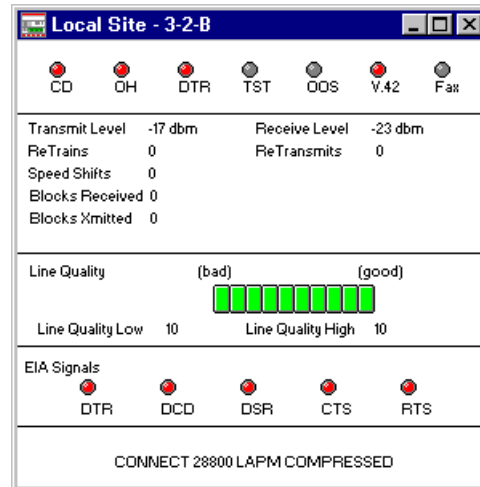 Local Site - 3-2-B
CD OH DTR TST OOS V.42 Fax
Transmit Level -17 dbm Receive Level -23 dbm
ReTrains 0 ReTransmits 0
Speed Shifts 0
Blocks Received 0
Blocks Xmitted 0
Line Quality (bad) (good)
Line Quality Low 10 Line Quality High 10
EIA Signals
DTR DCD DSR CTS RTS
CONNECT 28800 LAPM COMPRESSED